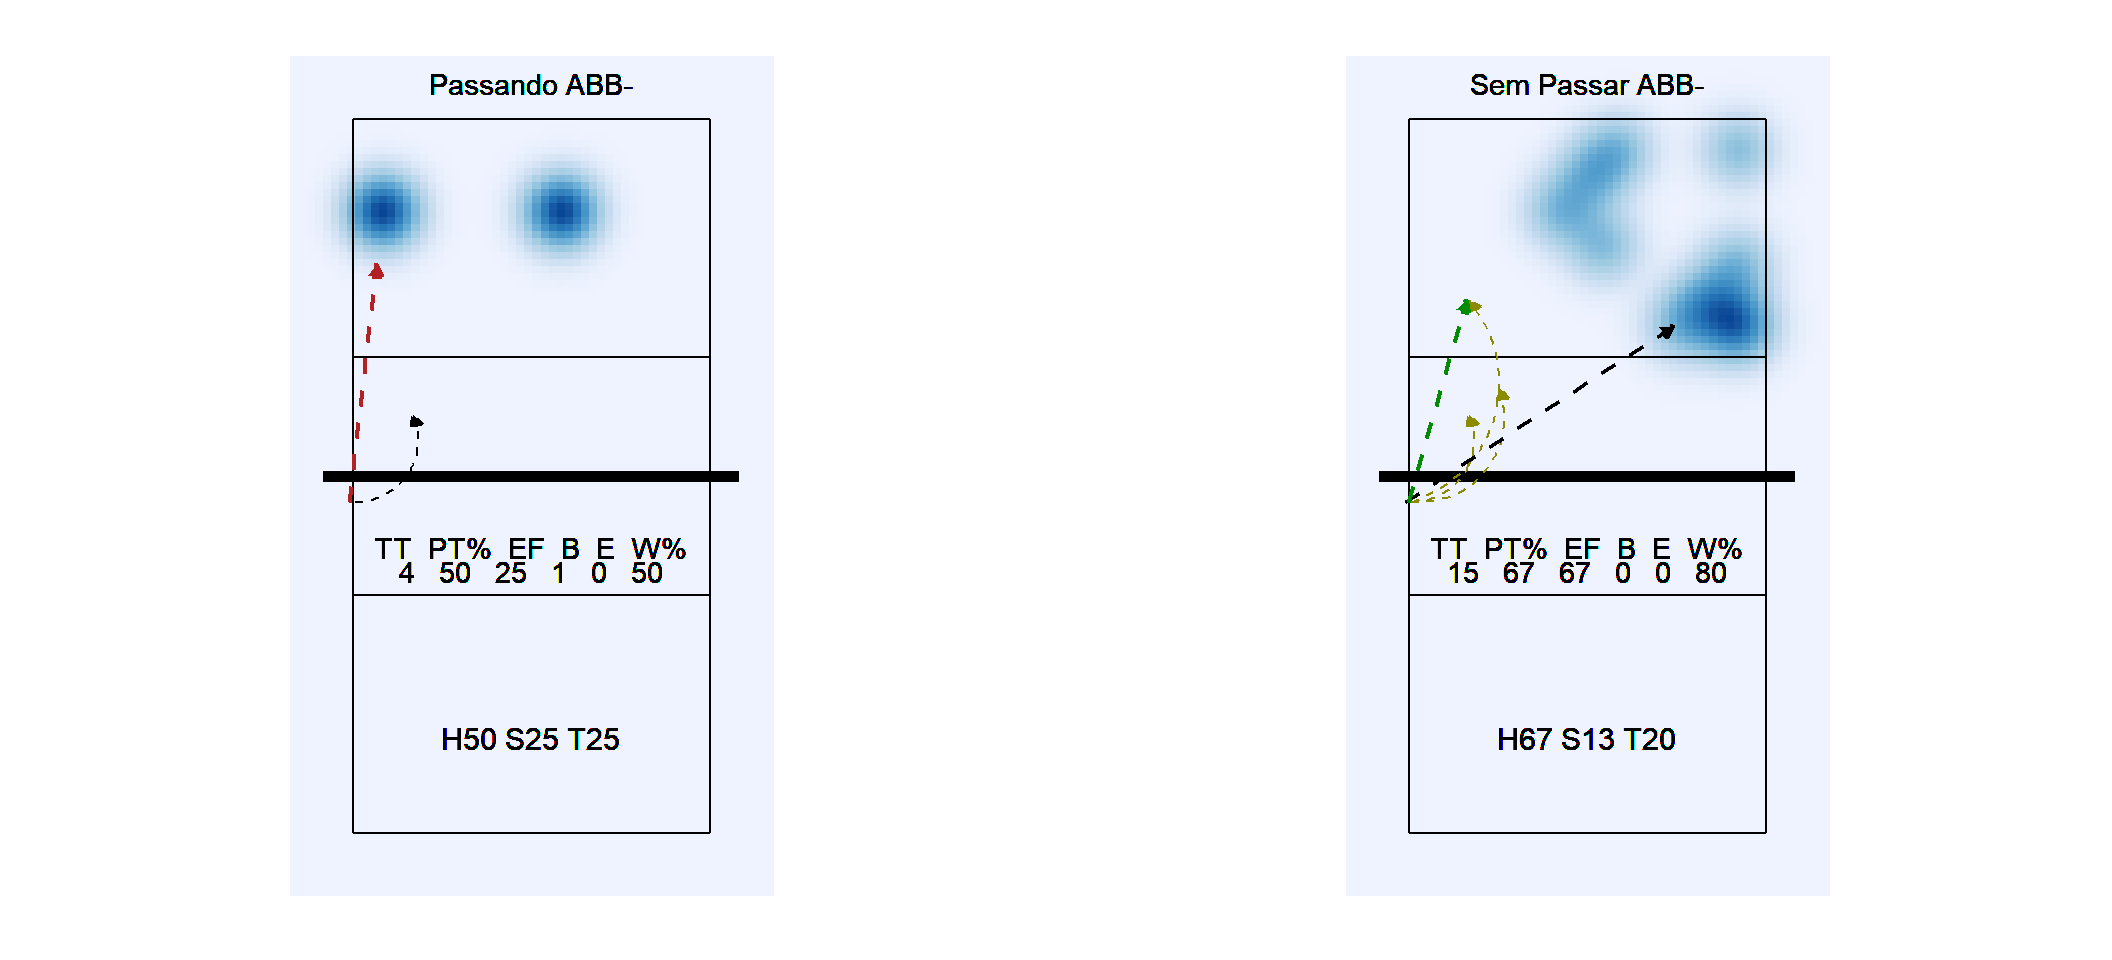 Passando ABB-
TT PT% EF B E W%
4 50 25 1 0 50
H50 S25 T25
Sem Passar ABB-
TT PT% EF B E W%
15 67 67 0 0 80
H67 S13 T20